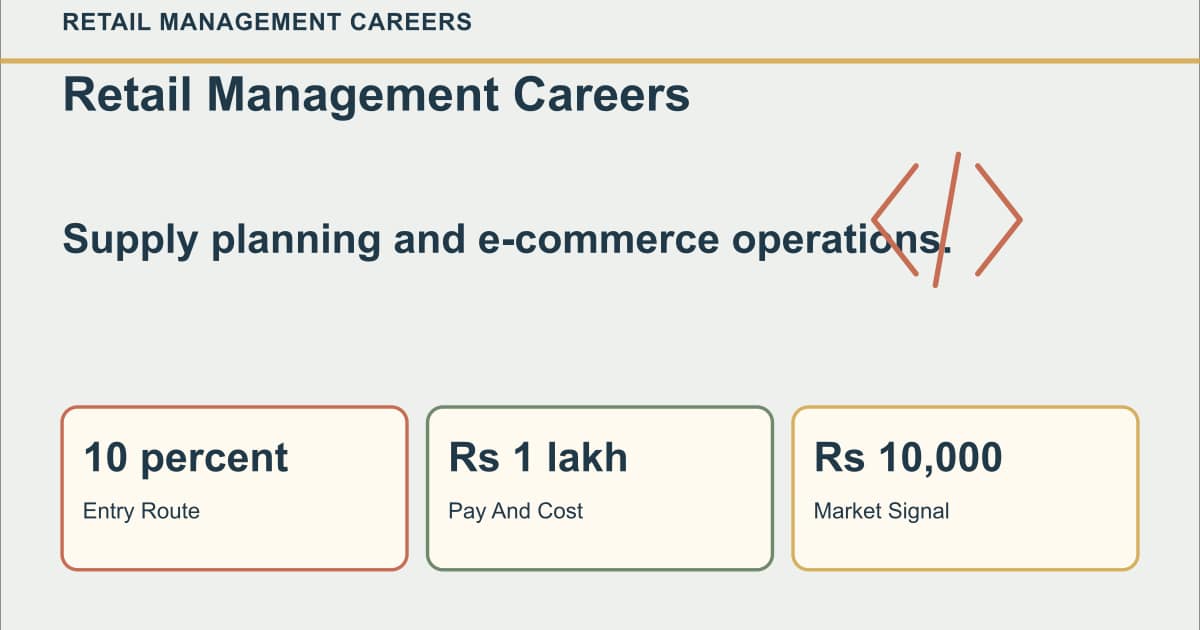 RETAIL MANAGEMENT CAREERS
Retail Management Careers
Supply planning and e-commerce operations.
10 percent
Entry Route
Rs 1 lakh
Pay And Cost
Rs 10,000
Market Signal